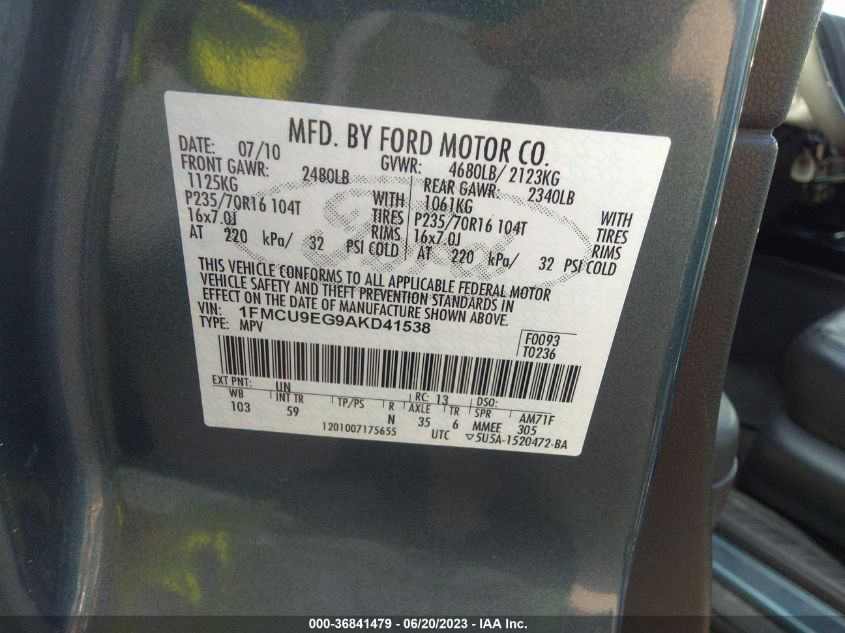 MFD. BY FORD MOTOR CO.
DATE: 07/10 GVWR: 4680LB/ 2123KG
FRONT GAWR: 2480LB REAR GAWR: 2340LB
1125KG WITH 1061KG WITH
P235/70R16 104T TIRES P235/70R16 104T TIRES
16x7.0J RIMS 16x7.0J RIMS
AT 220 kPa/ 32 PSI COLD AT 220 kPa/ 32 PSI COLD
THIS VEHICLE CONFORMS TO ALL APPLICABLE FEDERAL MOTOR
VEHICLE SAFETY AND THEFT PREVENTION STANDARDS IN
EFFECT ON THE DATE OF MANUFACTURE SHOWN ABOVE.
VIN: 1FMCU9EG9AKD41538
TYPE: MPV
F0093
T0236
EXT PNT: UN RC: 13 DSO:
WB INT TR TP/PS R AXLE TR SPR AM71F
103 59 N 35 6 MMEE 305
1201007175655 UTC ▽5U5A-1520472-BA
Ford
000-36841479 — 06/20/2023 — IAA Inc.